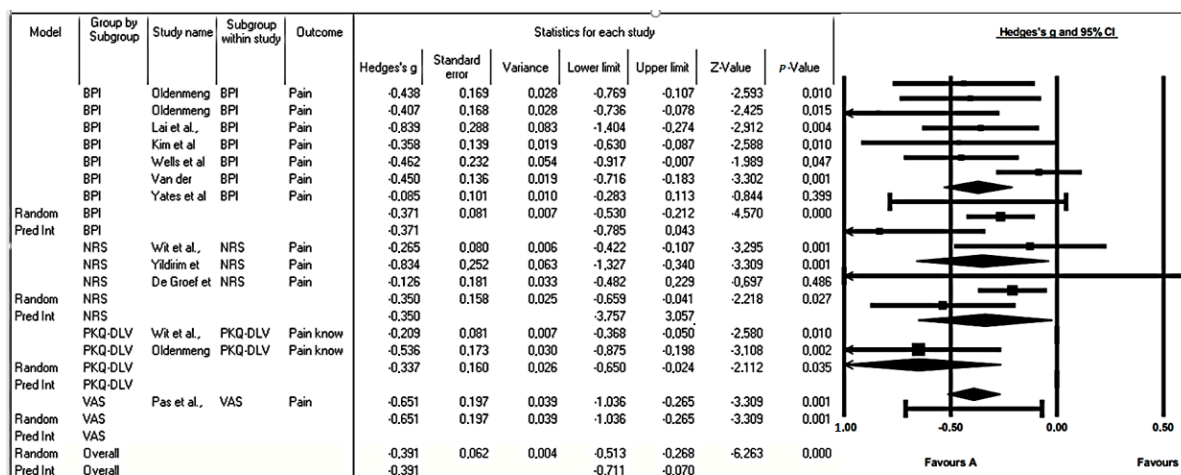 Model Group by Subgroup Study name Subgroup within study Outcome Statistics for each study Hedges's g and 95% CI
Hedges's g Standard error Variance Lower limit Upper limit Z-Value p-Value
BPI Oldenmeng BPI Pain -0.438 0.169 0.028 -0.769 -0.107 -2.593 0.010
BPI Oldenmeng BPI Pain -0.407 0.168 0.028 -0.736 -0.078 -2.425 0.015
BPI Lai et al., BPI Pain -0.839 0.288 0.083 -1.404 -0.274 -2.912 0.004
BPI Kim et al BPI Pain -0.358 0.139 0.019 -0.630 -0.087 -2.588 0.010
BPI Wells et al BPI Pain -0.462 0.232 0.054 -0.917 -0.007 -1.989 0.047
BPI Van der BPI Pain -0.450 0.136 0.019 -0.716 -0.183 -3.302 0.001
BPI Yates et al BPI Pain -0.085 0.101 0.010 -0.283 0.113 -0.844 0.399
Random BPI -0.371 0.081 0.007 -0.530 -0.212 -4.570 0.000
Pred Int BPI -0.371 -0.785 0.043
NRS Wit et al., NRS Pain -0.265 0.080 0.006 -0.422 -0.107 -3.295 0.001
NRS Yildirim et NRS Pain -0.834 0.252 0.063 -1,327 -0.340 -3.309 0.001
NRS De Groef et NRS Pain -0.126 0.181 0.033 -0.482 0.229 -0,697 0.486
Random NRS -0.350 0.158 0.025 -0.659 -0.041 -2.218 0.027
Pred Int NRS -0.350 -3.757 3.057
PKQ-DLV Wit et al., PKQ-DLV Pain know -0.209 0.081 0.007 -0.368 -0.050 -2.580 0.010
PKQ-DLV Oldenmeng PKQ-DLV Pain know -0.536 0.173 0.030 -0.875 -0.198 -3.108 0.002
Random PKQ-DLV -0.337 0.160 0.026 -0.650 -0.024 -2.112 0.035
Pred Int PKQ-DLV
VAS Pas et al., VAS Pain -0.651 0.197 0.039 -1.036 -0.265 -3.309 0.001
Random VAS -0.651 0.197 0.039 -1.036 -0.265 -3.309 0.001
Pred Int VAS
Random Overall -0.391 0.062 0.004 -0.513 -0.268 -6,263 0.000
Pred Int Overall -0.391 -0.711 -0.070
1.00 -0.50 0.00 0.50
Favours A Favours